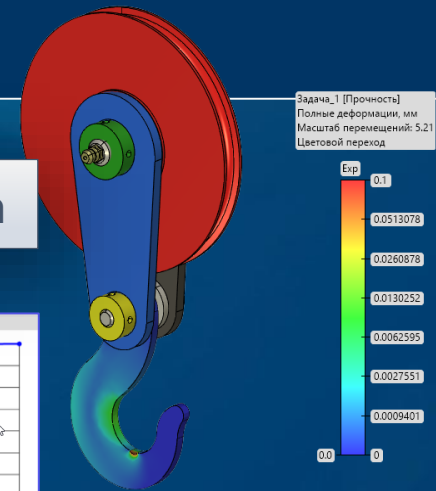 Задача_1 [Прочность]
Полные деформации, мм
Масштаб перемещений: 5.21
Цветовой переход
Exp
0.1
0.0513078
0.0260878
0.0130252
0.0062595
0.0027551
0.0009401
0.0
0